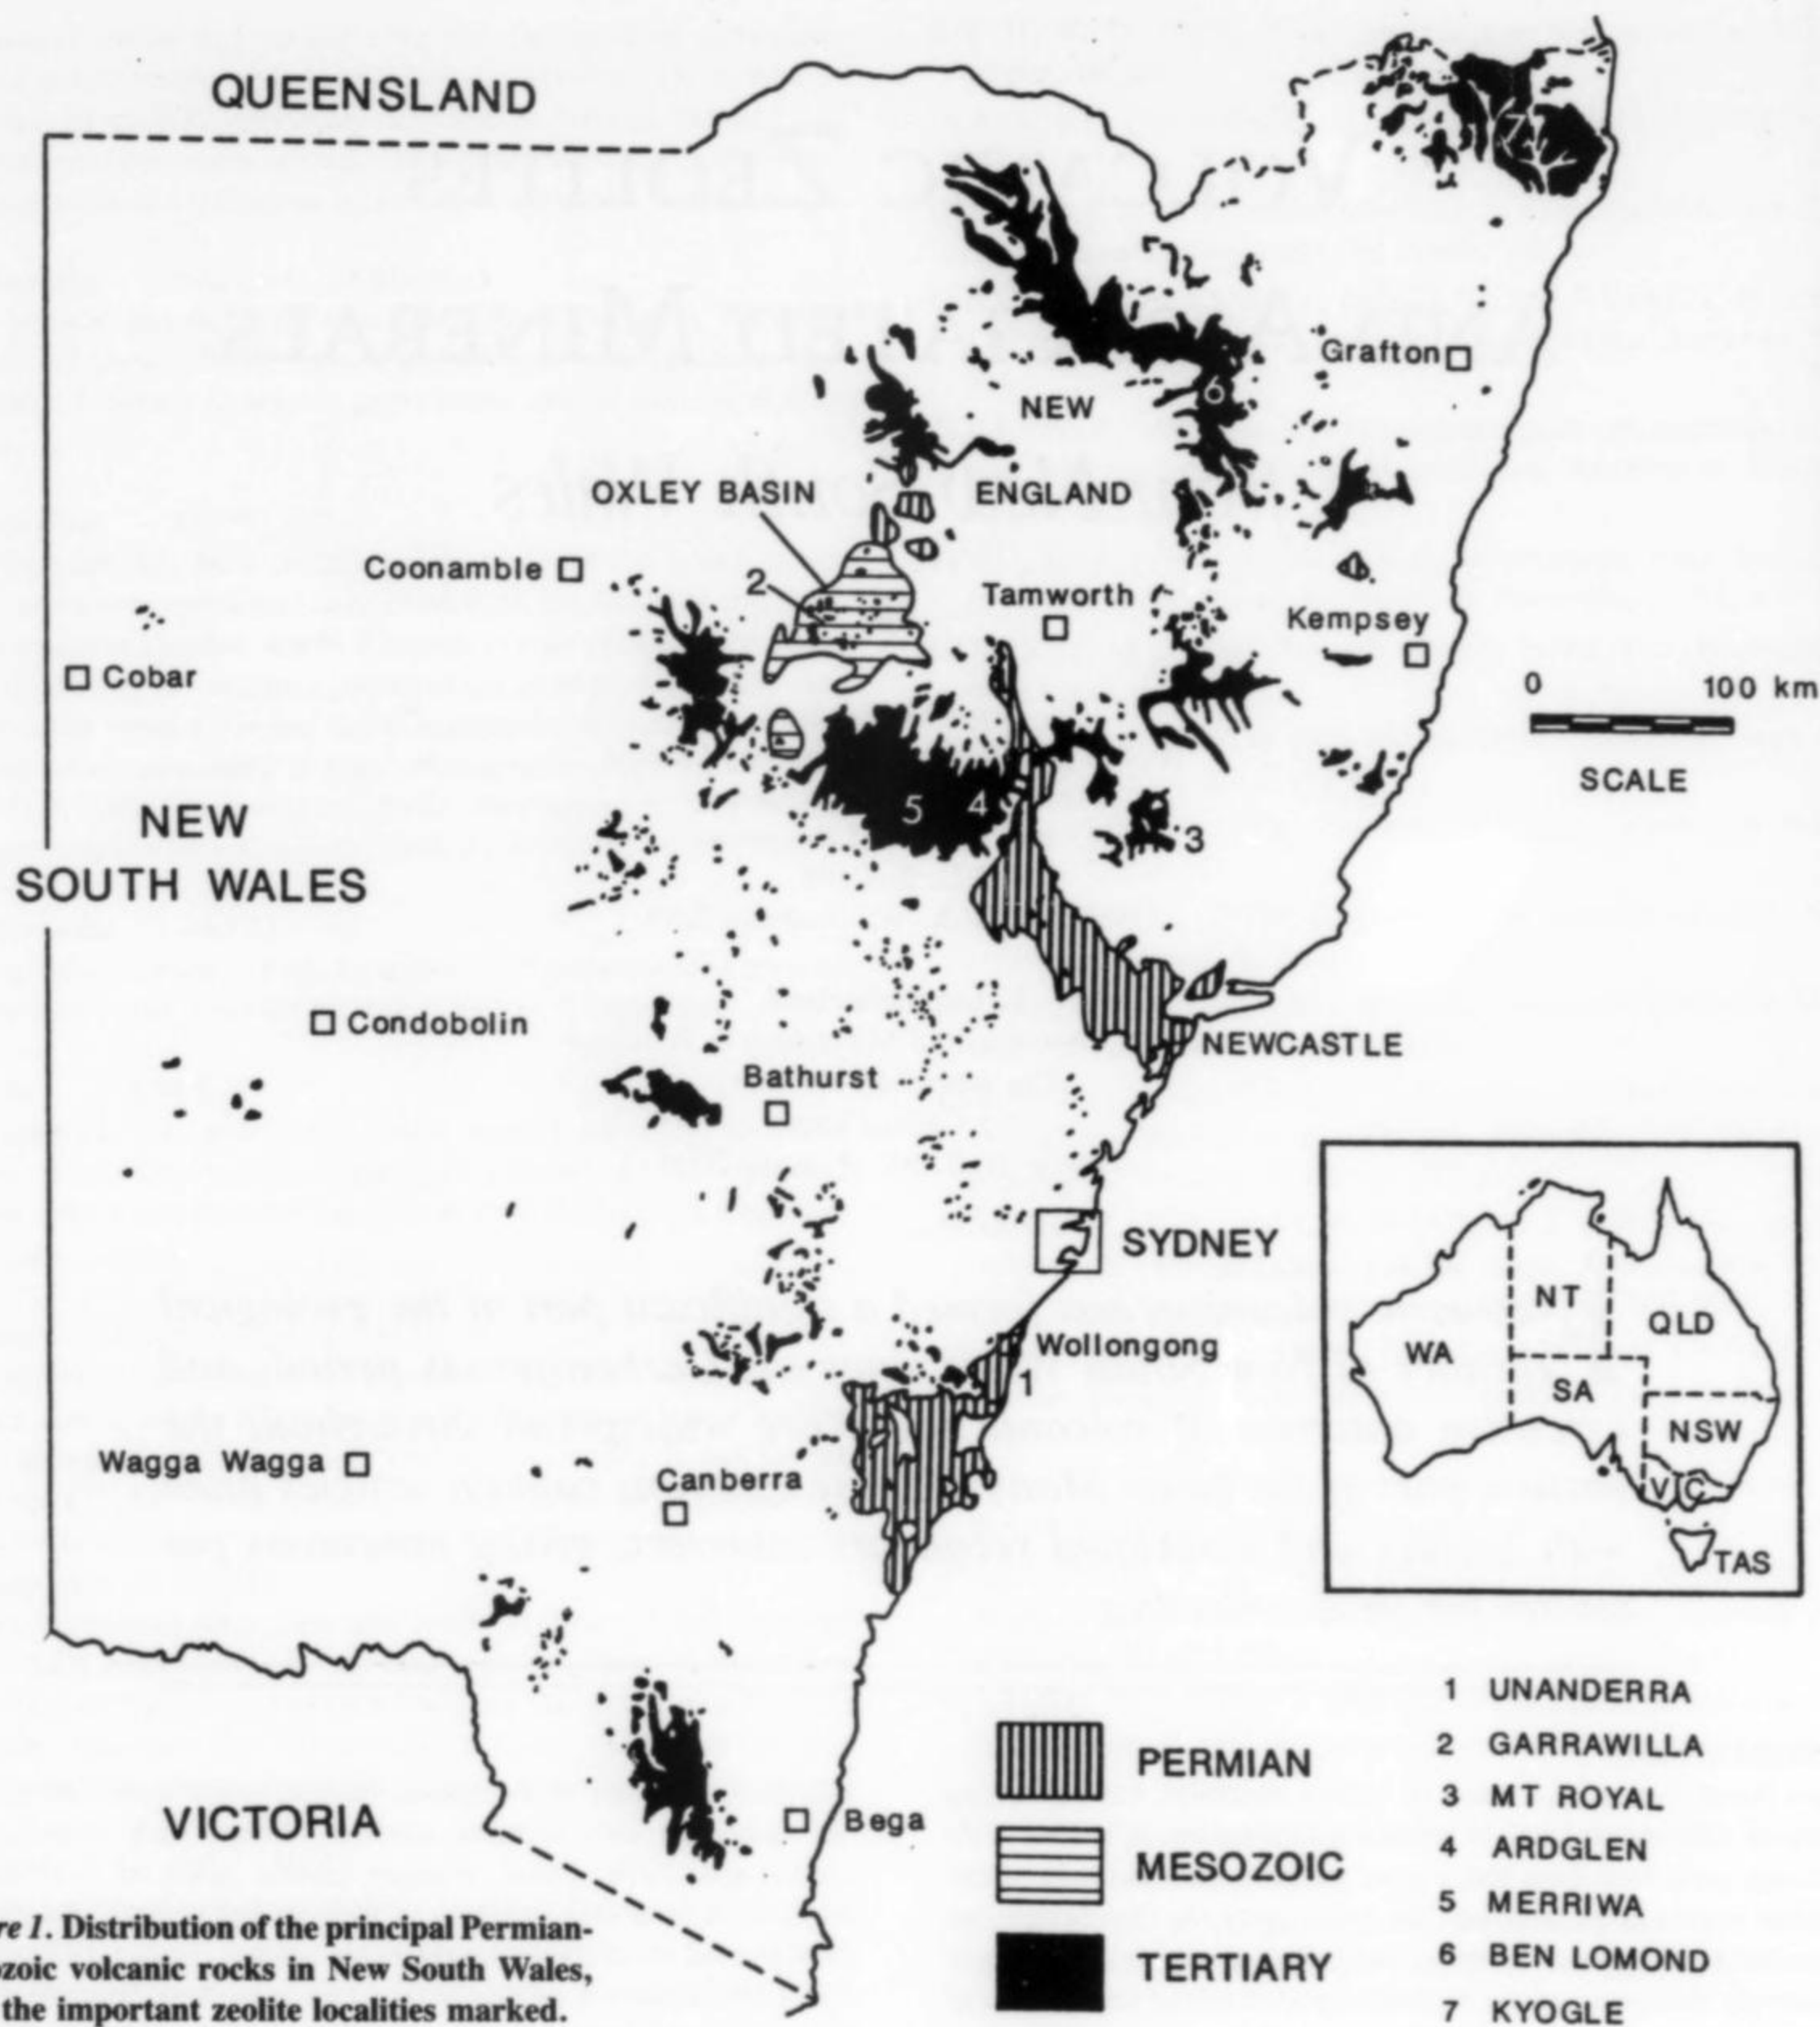 QUEENSLAND
7
Grafton
6
NEW
OXLEY BASIN
ENGLAND
Coonamble
2
Tamworth
Kempsey
Cobar
0 100 km
SCALE
NEW
5 4
3
SOUTH WALES
Condobolin
NEWCASTLE
Bathurst
SYDNEY
NT
QLD
WA
Wollongong
1
SA
NSW
Wagga Wagga
Canberra
VIC
TAS
1 UNANDERRA
PERMIAN
2 GARRAWILLA
3 MT ROYAL
VICTORIA
Bega
4 ARDGLEN
MESOZOIC
5 MERRIWA
6 BEN LOMOND
TERTIARY
7 KYOGLE
re 1. Distribution of the principal Permian-
ozoic volcanic rocks in New South Wales,
the important zeolite localities marked.